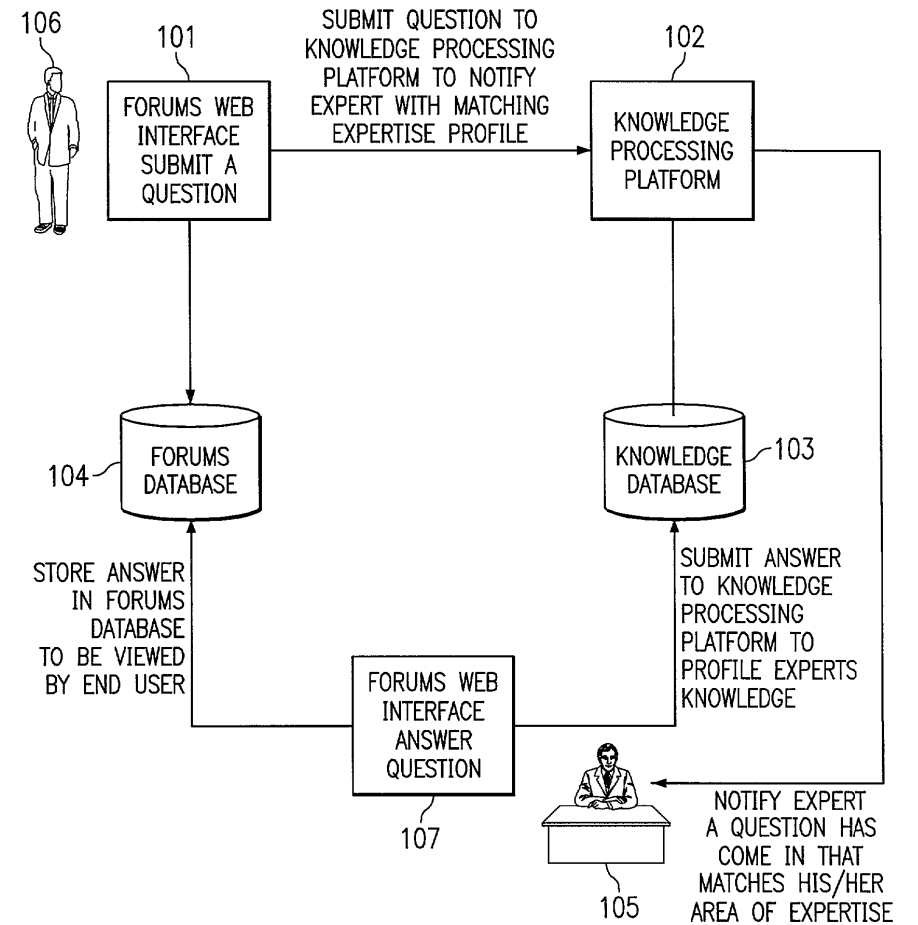 106
101
FORUMS WEB
INTERFACE
SUBMIT A
QUESTION
SUBMIT QUESTION TO
KNOWLEDGE PROCESSING
PLATFORM TO NOTIFY
EXPERT WITH MATCHING
EXPERTISE PROFILE
102
KNOWLEDGE
PROCESSING
PLATFORM
104
FORUMS
DATABASE
KNOWLEDGE
DATABASE
103
STORE ANSWER
IN FORUMS
DATABASE
TO BE VIEWED
BY END USER
FORUMS WEB
INTERFACE
ANSWER
QUESTION
107
SUBMIT ANSWER
TO KNOWLEDGE
PROCESSING
PLATFORM TO
PROFILE EXPERTS
KNOWLEDGE
105
NOTIFY EXPERT
A QUESTION HAS
COME IN THAT
MATCHES HIS/HER
AREA OF EXPERTISE